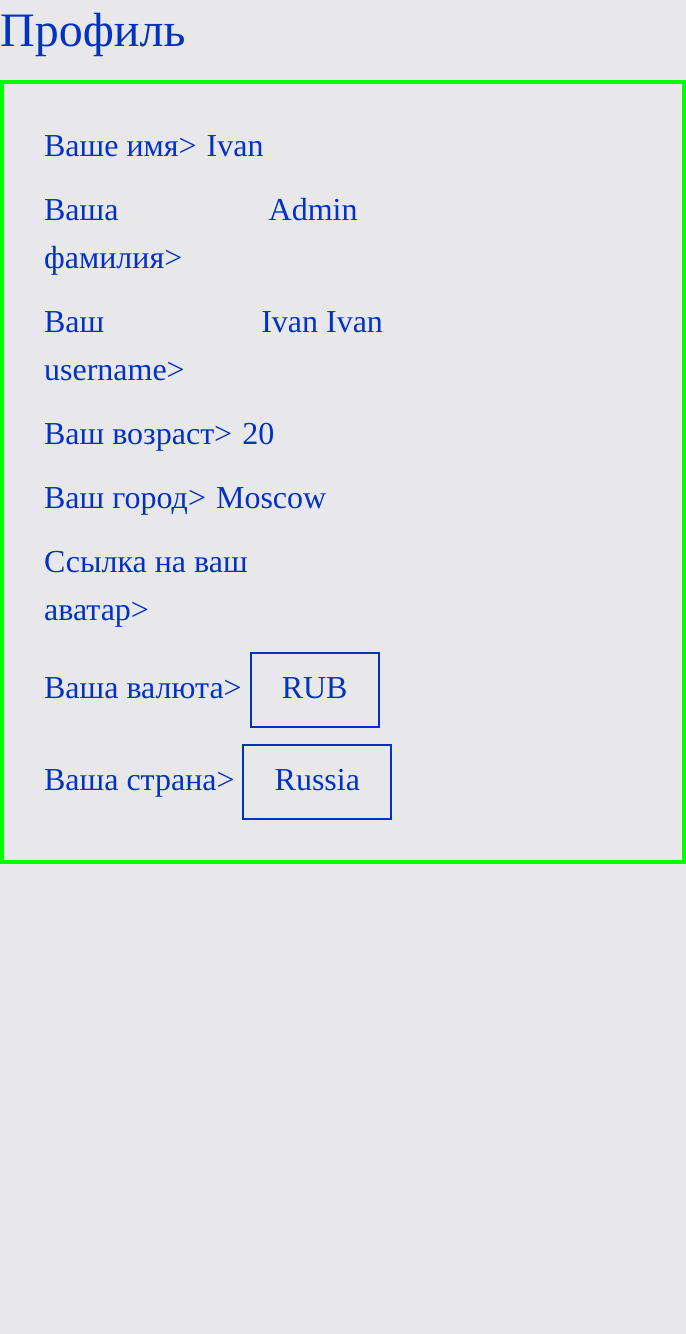 Профиль
Ваше имя> Ivan
Ваша Admin
фамилия>
Ваш Ivan Ivan
username>
Ваш возраст> 20
Ваш город> Moscow
Ссылка на ваш
аватар>
Ваша валюта> RUB
Ваша страна> Russia